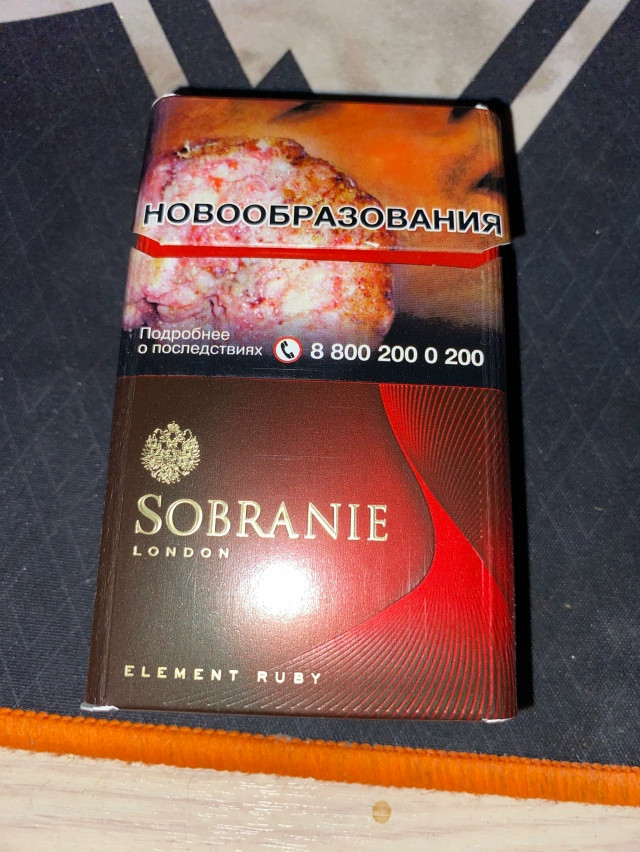 НОВООБРАЗОВАНИЯ
Подробнее
о последствиях 8 800 200 0 200
SOBRANIE
LONDON
ELEMENT RUBY